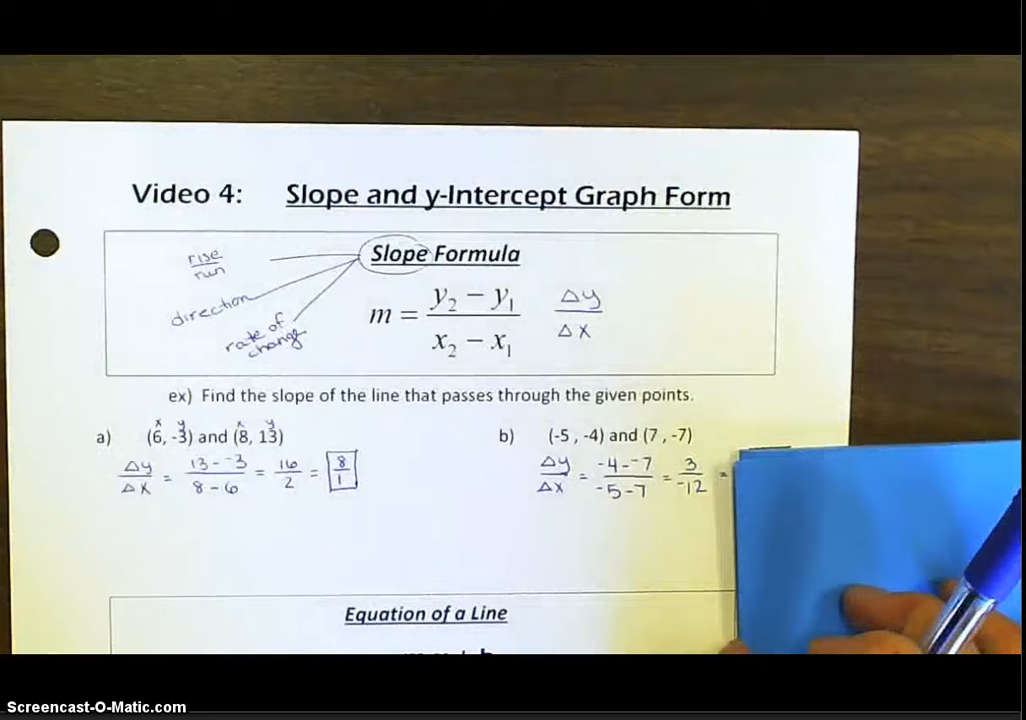 Video 4: Slope and y-Intercept Graph Form
Slope Formula
rise
run
direction
rate of
change
m = y₂ − y₁ / x₂ − x₁
Δy / Δx
ex) Find the slope of the line that passes through the given points.
x y x y
a) (6, -3) and (8, 13)
Δy / Δx = 13 - -3 / 8 - 6 = 16 / 2 = 8 / 1
b) (-5 , -4) and (7 , -7)
Δy / Δx = -4 - -7 / -5 - 7 = 3 / -12 =
Equation of a Line
Screencast-O-Matic.com